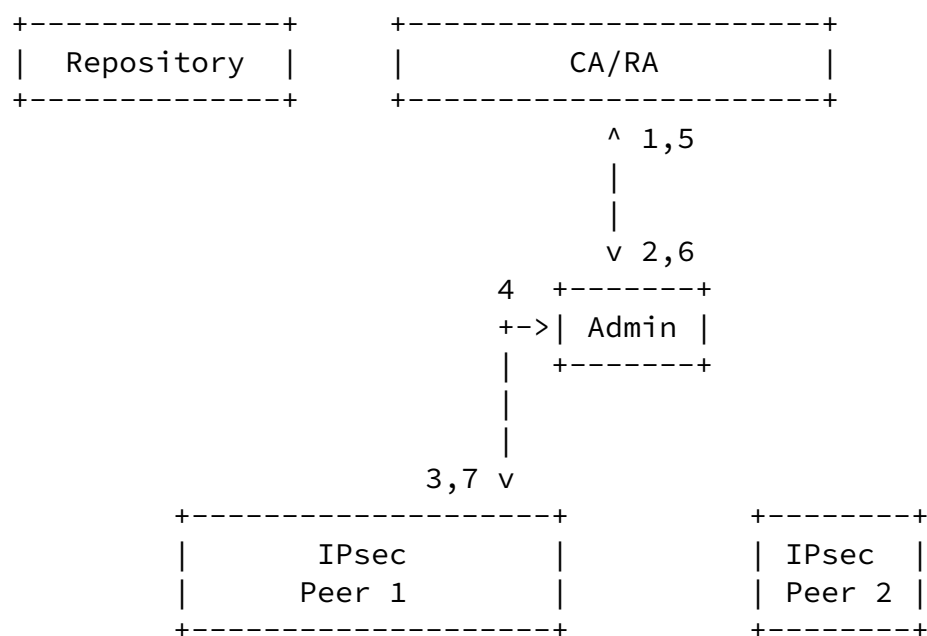 +--------------+     +-----------------------+
|  Repository  |     |         CA/RA         |
+--------------+     +-----------------------+
                                 ^ 1,5
                                 |
                                 |
                                 v 2,6
                           4  +-------+
                           +->| Admin |
                           |  +-------+
                           |
                           |
                       3,7 v
         +--------------------+          +--------+
         |       IPsec        |          | IPsec  |
         |      Peer 1        |          | Peer 2 |
         +--------------------+          +--------+